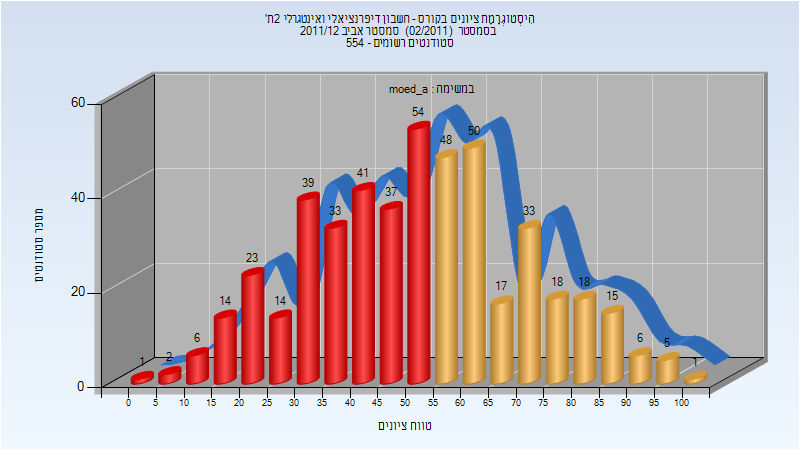 היסטוגרמת ציונים בקורס - חשבון דיפרנציאלי ואינטגרלי 2ת'
בסמסטר (02/2011) סמסטר אביב 2011/12
סטודנטים רשומים - 554
במשימה : moed_a
מספר סטודנטים
60
40
20
0
1 2 6 14 23 14 39 33 41 37 54 48 50 17 33 18 18 15 6 5 1
0 5 10 15 20 25 30 35 40 45 50 55 60 65 70 75 80 85 90 95 100
טווח ציונים